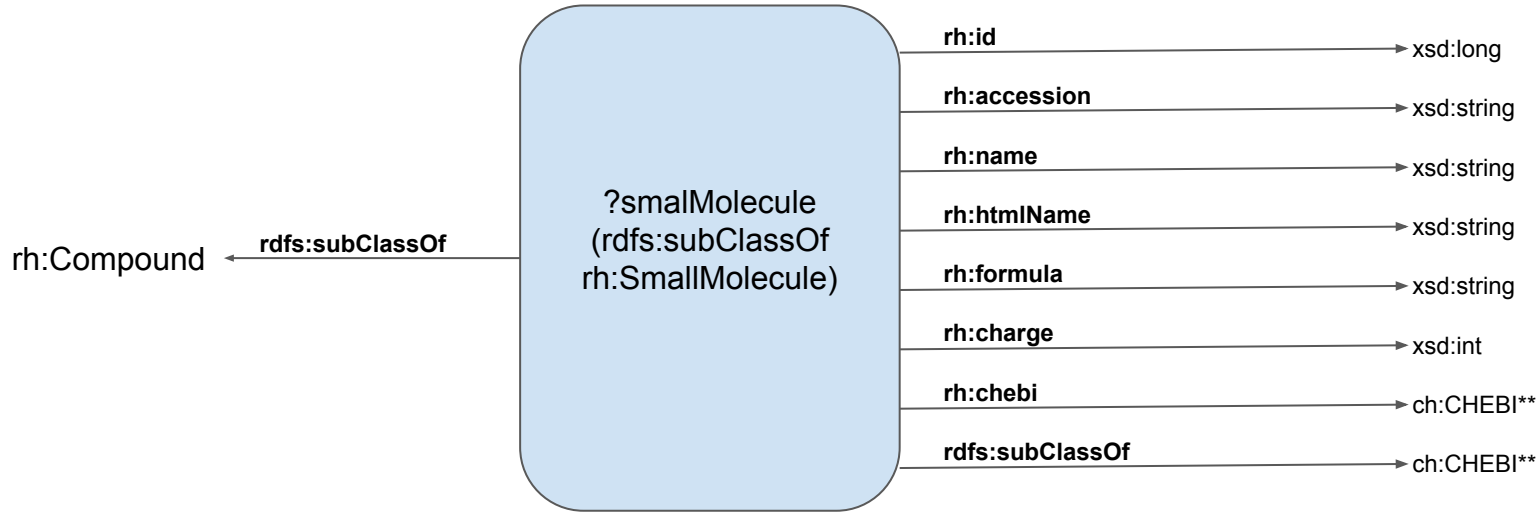 rh:Compound
rdfs:subClassOf
?smalMolecule
(rdfs:subClassOf
rh:SmallMolecule)
rh:id
xsd:long
rh:accession
xsd:string
rh:name
xsd:string
rh:htmlName
xsd:string
rh:formula
xsd:string
rh:charge
xsd:int
rh:chebi
ch:CHEBI**
rdfs:subClassOf
ch:CHEBI**